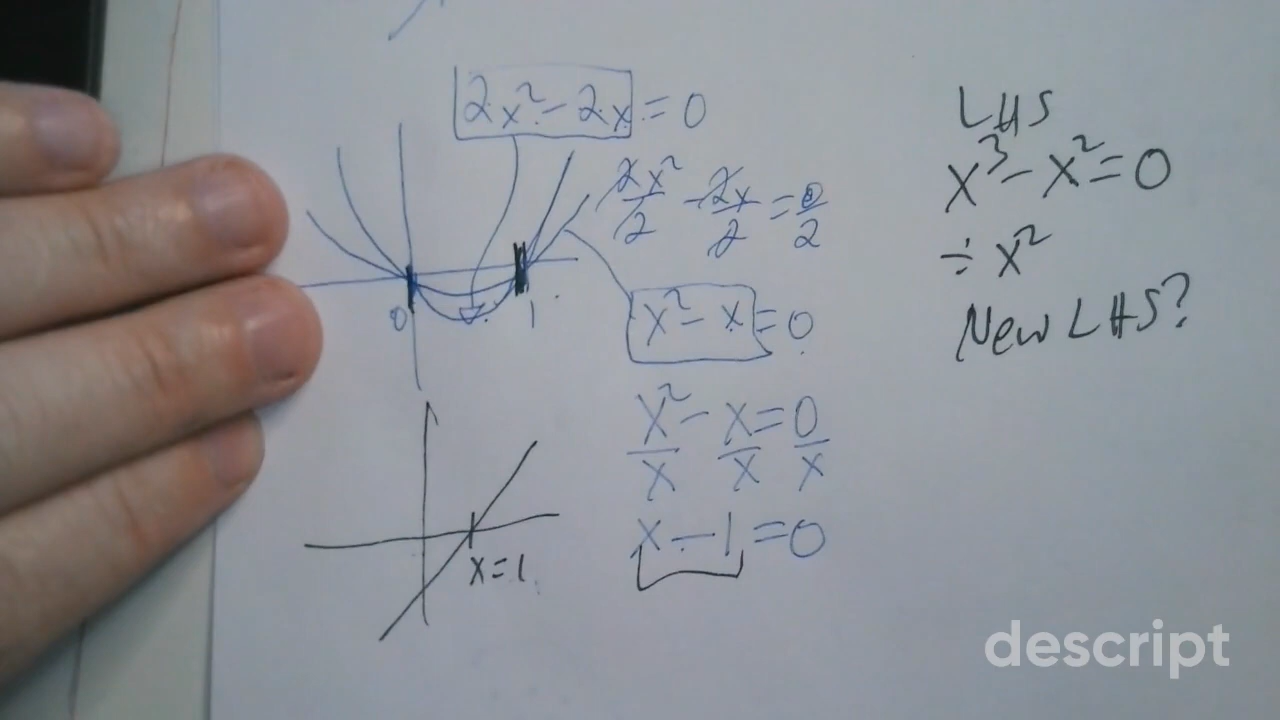 2x² - 2x = 0
2x²/2 - 2x/2 = 0/2
x² - x = 0
0
1
x²/x - x/x = 0/x
x - 1 = 0
x = 1
LHS
x³ - x² = 0
÷ x²
New LHS?
descript